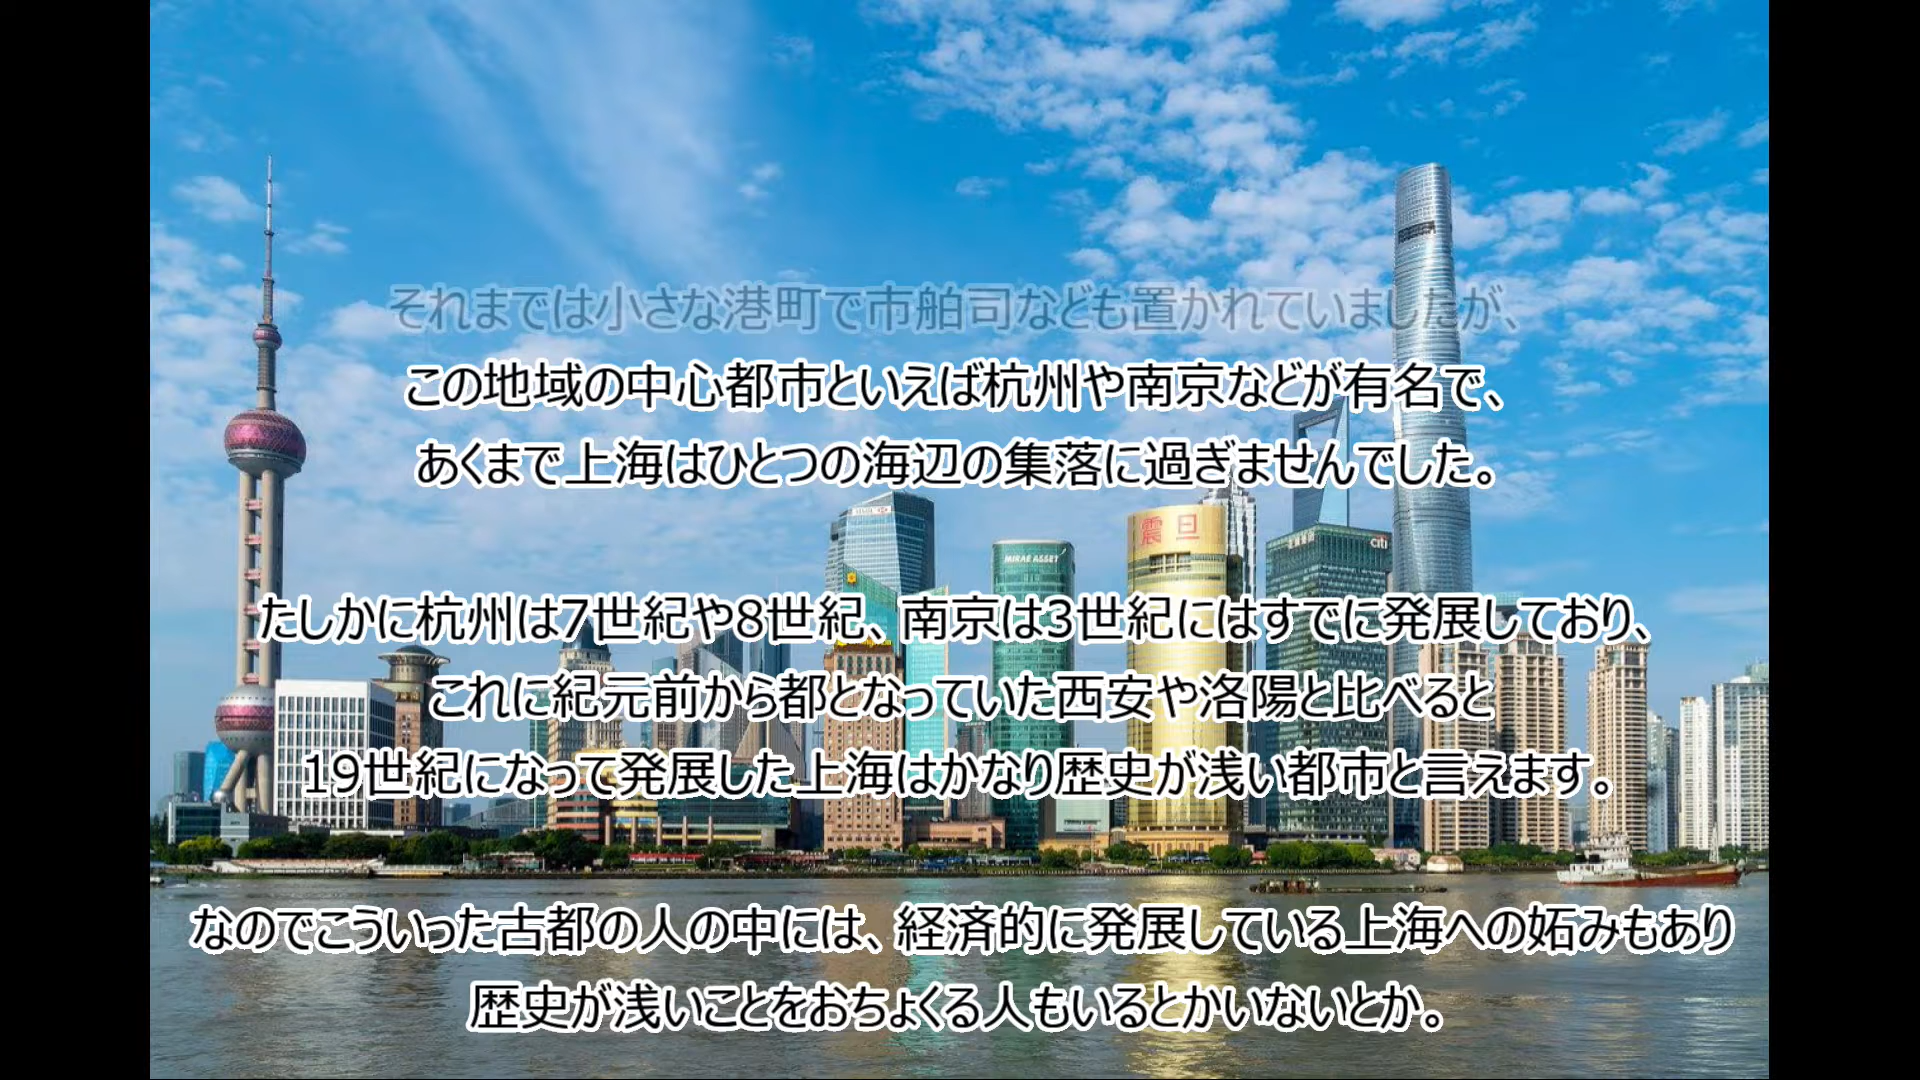 それまでは小さな港町で市舶司なども置かれていましたが、
この地域の中心都市といえば杭州や南京などが有名で、
あくまで上海はひとつの海辺の集落に過ぎませんでした。
震旦
citi
MIRAE ASSET
たしかに杭州は7世紀や8世紀、南京は3世紀にはすでに発展しており、
これに紀元前から都となっていた西安や洛陽と比べると
19世紀になって発展した上海はかなり歴史が浅い都市と言えます。
なのでこういった古都の人の中には、経済的に発展している上海への妬みもあり
歴史が浅いことをおちょくる人もいるとかいないとか。